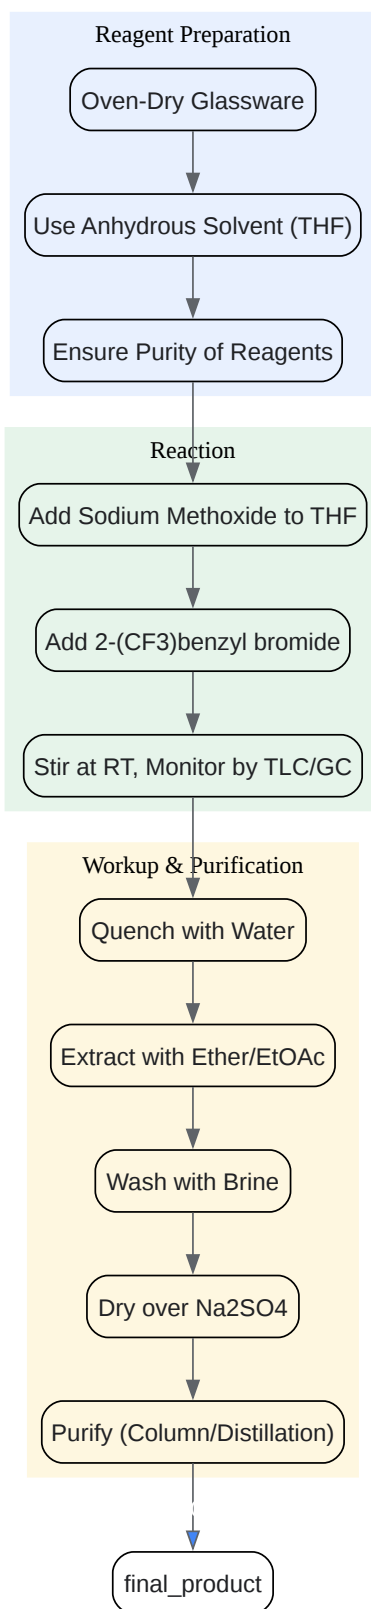 Reagent Preparation
Oven-Dry Glassware
Use Anhydrous Solvent (THF)
Ensure Purity of Reagents
Reaction
Add Sodium Methoxide to THF
Add 2-(CF3)benzyl bromide
Stir at RT, Monitor by TLC/GC
Workup & Purification
Quench with Water
Extract with Ether/EtOAc
Wash with Brine
Dry over Na2SO4
Purify (Column/Distillation)
final_product